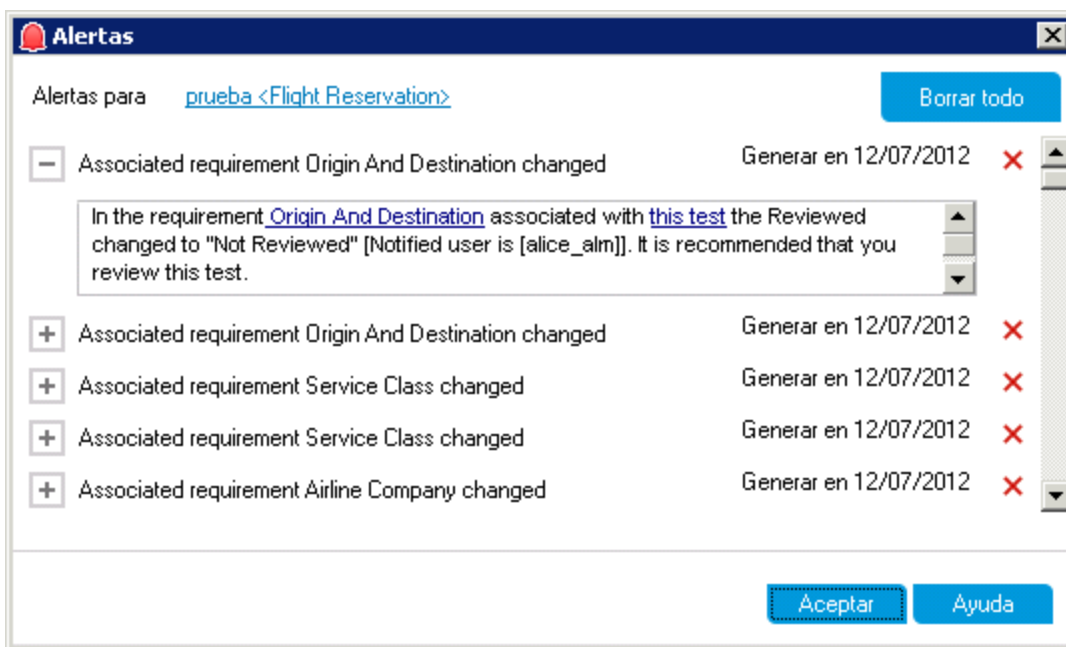 Alertas
Alertas para prueba <Flight Reservation>
Borrar todo
Associated requirement Origin And Destination changed Generar en 12/07/2012
In the requirement Origin And Destination associated with this test the Reviewed
changed to "Not Reviewed" [Notified user is [alice_alm]]. It is recommended that you
review this test.
Associated requirement Origin And Destination changed Generar en 12/07/2012
Associated requirement Service Class changed Generar en 12/07/2012
Associated requirement Service Class changed Generar en 12/07/2012
Associated requirement Airline Company changed Generar en 12/07/2012
Aceptar Ayuda